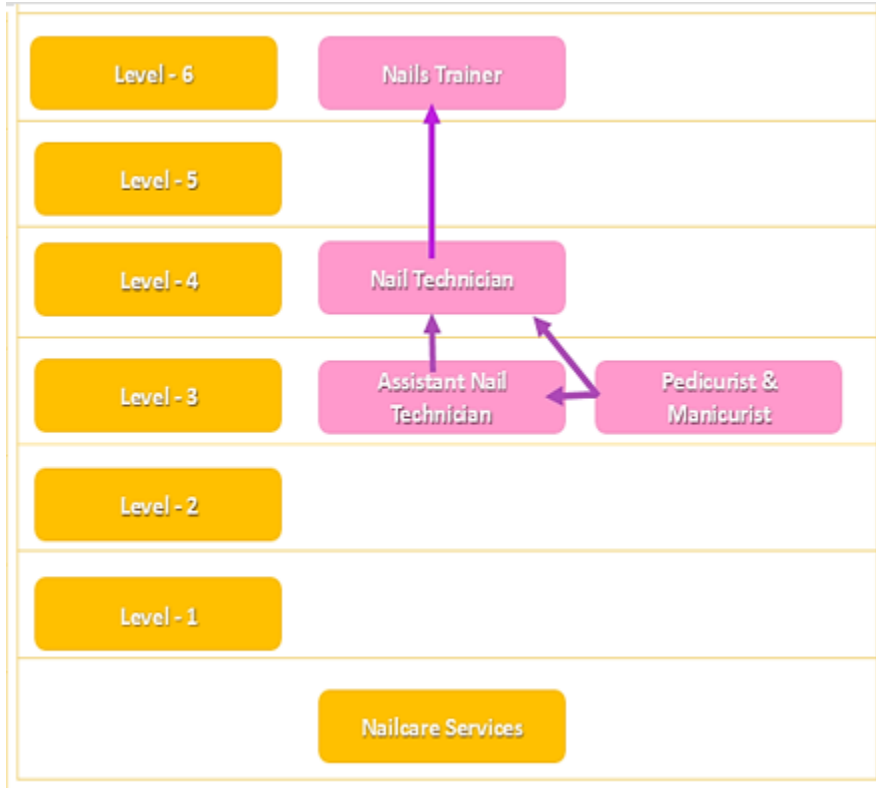 Level - 6
Nails Trainer
Level - 5
Level - 4
Nail Technician
Level - 3
Assistant Nail
Technician
Pedicurist &
Manicurist
Level - 2
Level - 1
Nailcare Services